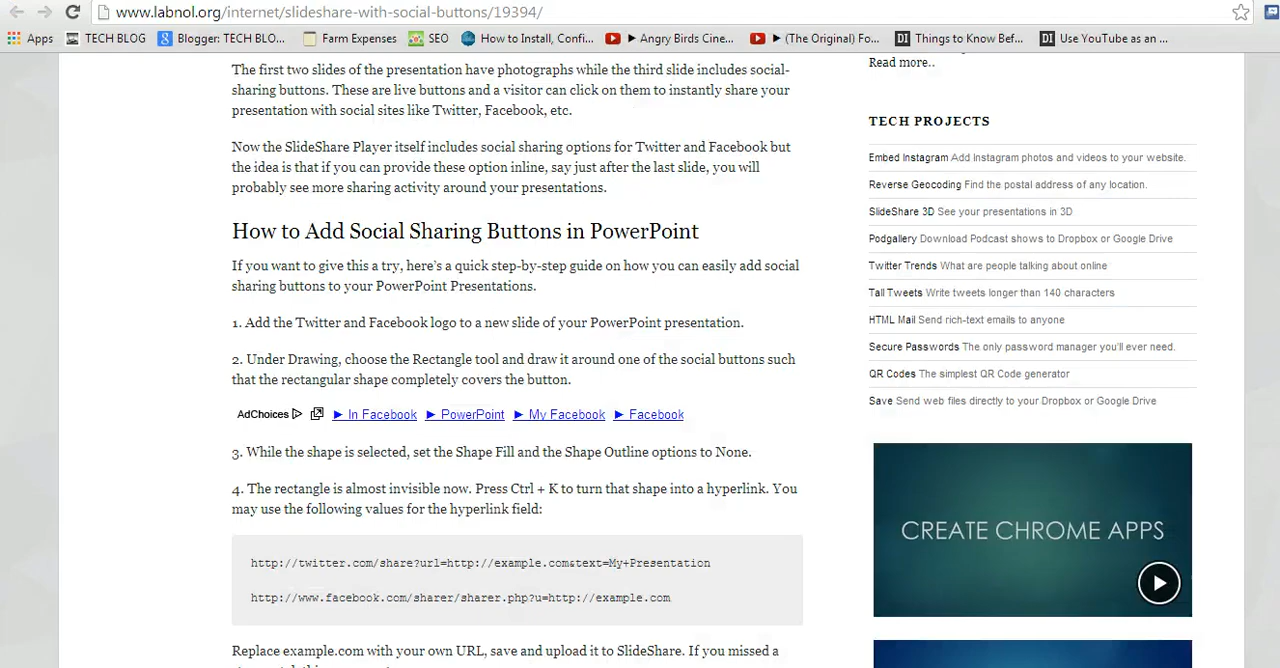 www.labnol.org/internet/slideshare-with-social-buttons/19394/
Apps TECH BLOG Blogger: TECH BLO... Farm Expenses SEO How to Install, Confi... ► Angry Birds Cine... ► (The Original) Fo... DI Things to Know Bef... DI Use YouTube as an ...
The first two slides of the presentation have photographs while the third slide includes social-
sharing buttons. These are live buttons and a visitor can click on them to instantly share your
presentation with social sites like Twitter, Facebook, etc.
Now the SlideShare Player itself includes social sharing options for Twitter and Facebook but
the idea is that if you can provide these option inline, say just after the last slide, you will
probably see more sharing activity around your presentations.
How to Add Social Sharing Buttons in PowerPoint
If you want to give this a try, here's a quick step-by-step guide on how you can easily add social
sharing buttons to your PowerPoint Presentations.
1. Add the Twitter and Facebook logo to a new slide of your PowerPoint presentation.
2. Under Drawing, choose the Rectangle tool and draw it around one of the social buttons such
that the rectangular shape completely covers the button.
AdChoices ► In Facebook ► PowerPoint ► My Facebook ► Facebook
3. While the shape is selected, set the Shape Fill and the Shape Outline options to None.
4. The rectangle is almost invisible now. Press Ctrl + K to turn that shape into a hyperlink. You
may use the following values for the hyperlink field:
http://twitter.com/share?url=http://example.com&text=My+Presentation
http://www.facebook.com/sharer/sharer.php?u=http://example.com
Replace example.com with your own URL, save and upload it to SlideShare. If you missed a
Read more..
TECH PROJECTS
Embed Instagram Add Instagram photos and videos to your website.
Reverse Geocoding Find the postal address of any location.
SlideShare 3D See your presentations in 3D
Podgallery Download Podcast shows to Dropbox or Google Drive
Twitter Trends What are people talking about online
Tall Tweets Write tweets longer than 140 characters
HTML Mail Send rich-text emails to anyone
Secure Passwords The only password manager you'll ever need.
QR Codes The simplest QR Code generator
Save Send web files directly to your Dropbox or Google Drive
CREATE CHROME APPS